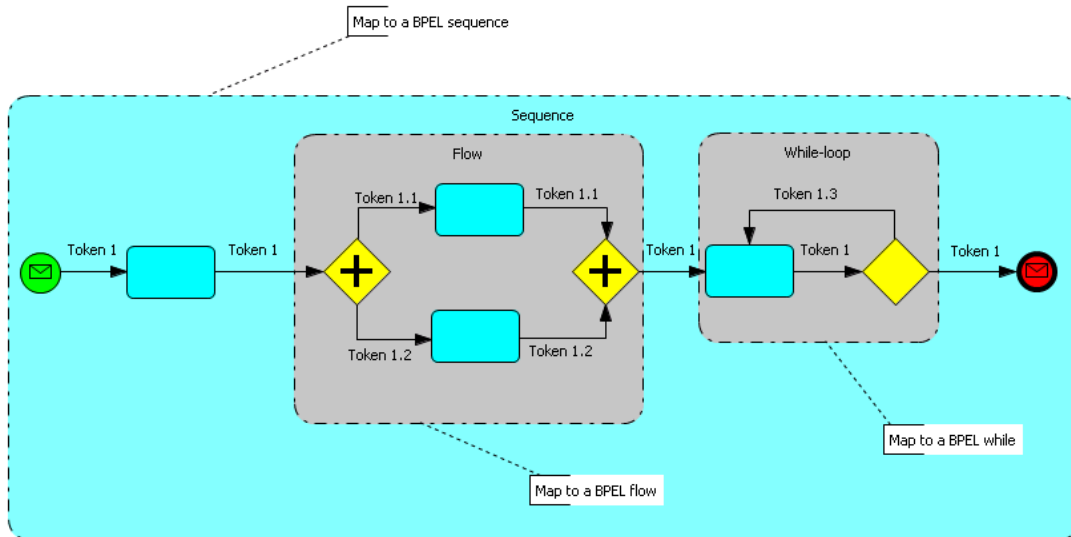 Map to a BPEL sequence
Sequence
Flow
While-loop
Token 1.1
Token 1.1
Token 1.3
Token 1
Token 1
Token 1
Token 1
Token 1
Token 1.2
Token 1.2
Map to a BPEL while
Map to a BPEL flow